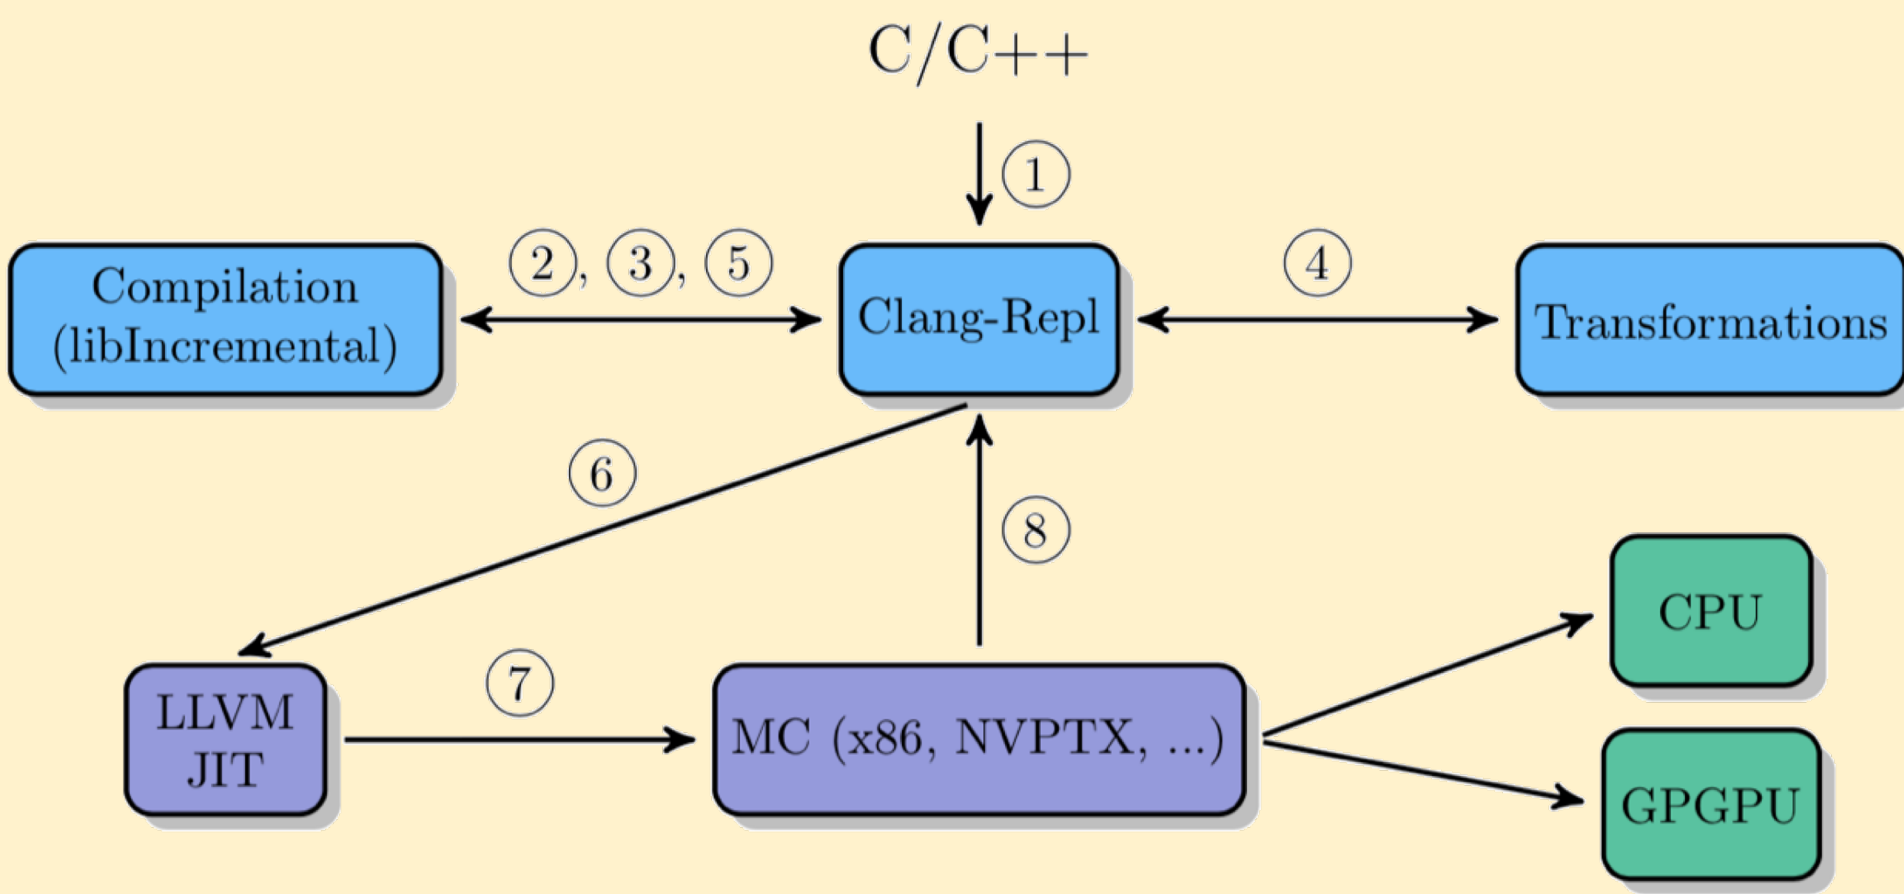 C/C++
1
2, 3, 5
4
Compilation
(libIncremental)
Clang-Repl
Transformations
6
8
7
LLVM
JIT
MC (x86, NVPTX, ...)
CPU
GPGPU